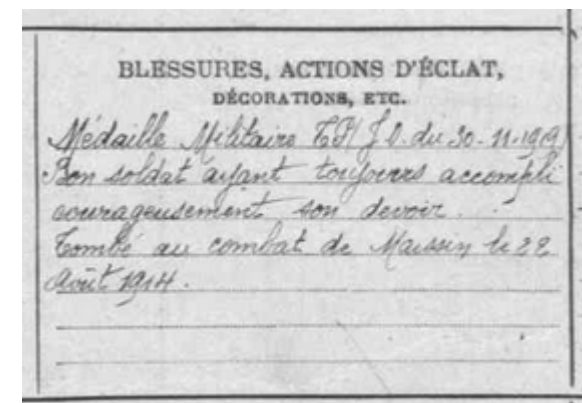 BLESSURES, ACTIONS D'ÉCLAT,
DÉCORATIONS, ETC.
Médaille Militaire T.P. (J.O. du 30-11-1919)
Bon soldat ayant toujours accompli
courageusement son devoir.
Tombé au combat de Maissin le 22
Août 1914.